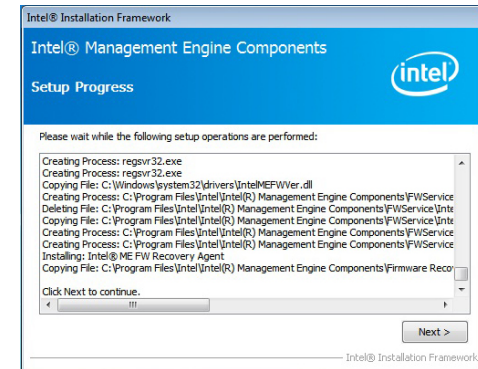 Intel® Installation Framework
Intel® Management Engine Components
Setup Progress
intel
Please wait while the following setup operations are performed:
Creating Process: regsvr32.exe
Creating Process: regsvr32.exe
Copying File: C:\Windows\system32\drivers\IntelMEFWVer.dll
Creating Process: C:\Program Files\Intel\Intel(R) Management Engine Components\FWService
Deleting File: C:\Program Files\Intel\Intel(R) Management Engine Components\FWService\Inte
Copying File: C:\Program Files\Intel\Intel(R) Management Engine Components\FWService\Inte
Creating Process: C:\Program Files\Intel\Intel(R) Management Engine Components\FWService
Creating Process: C:\Program Files\Intel\Intel(R) Management Engine Components\FWService
Installing: Intel® ME FW Recovery Agent
Copying File: C:\Program Files\Intel\Intel(R) Management Engine Components\Firmware Reco
Click Next to continue.
Next >
Intel® Installation Framework